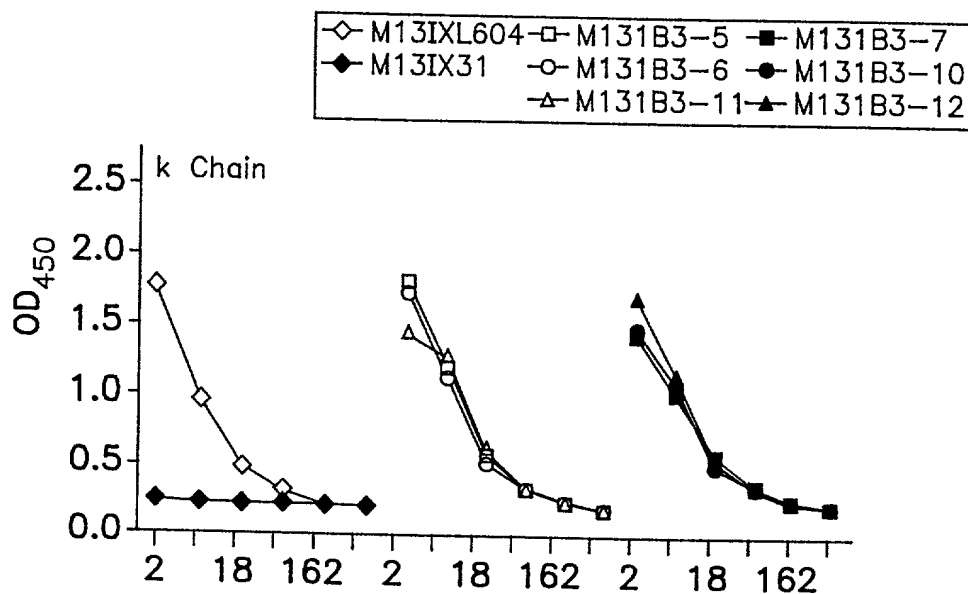 M13IXL604 M131B3-5 M131B3-7
M13IX31 M131B3-6 M131B3-10
M131B3-11 M131B3-12
k Chain
2.5
2.0
1.5
1.0
0.5
0.0
OD450
2 18 162 2 18 162 2 18 162